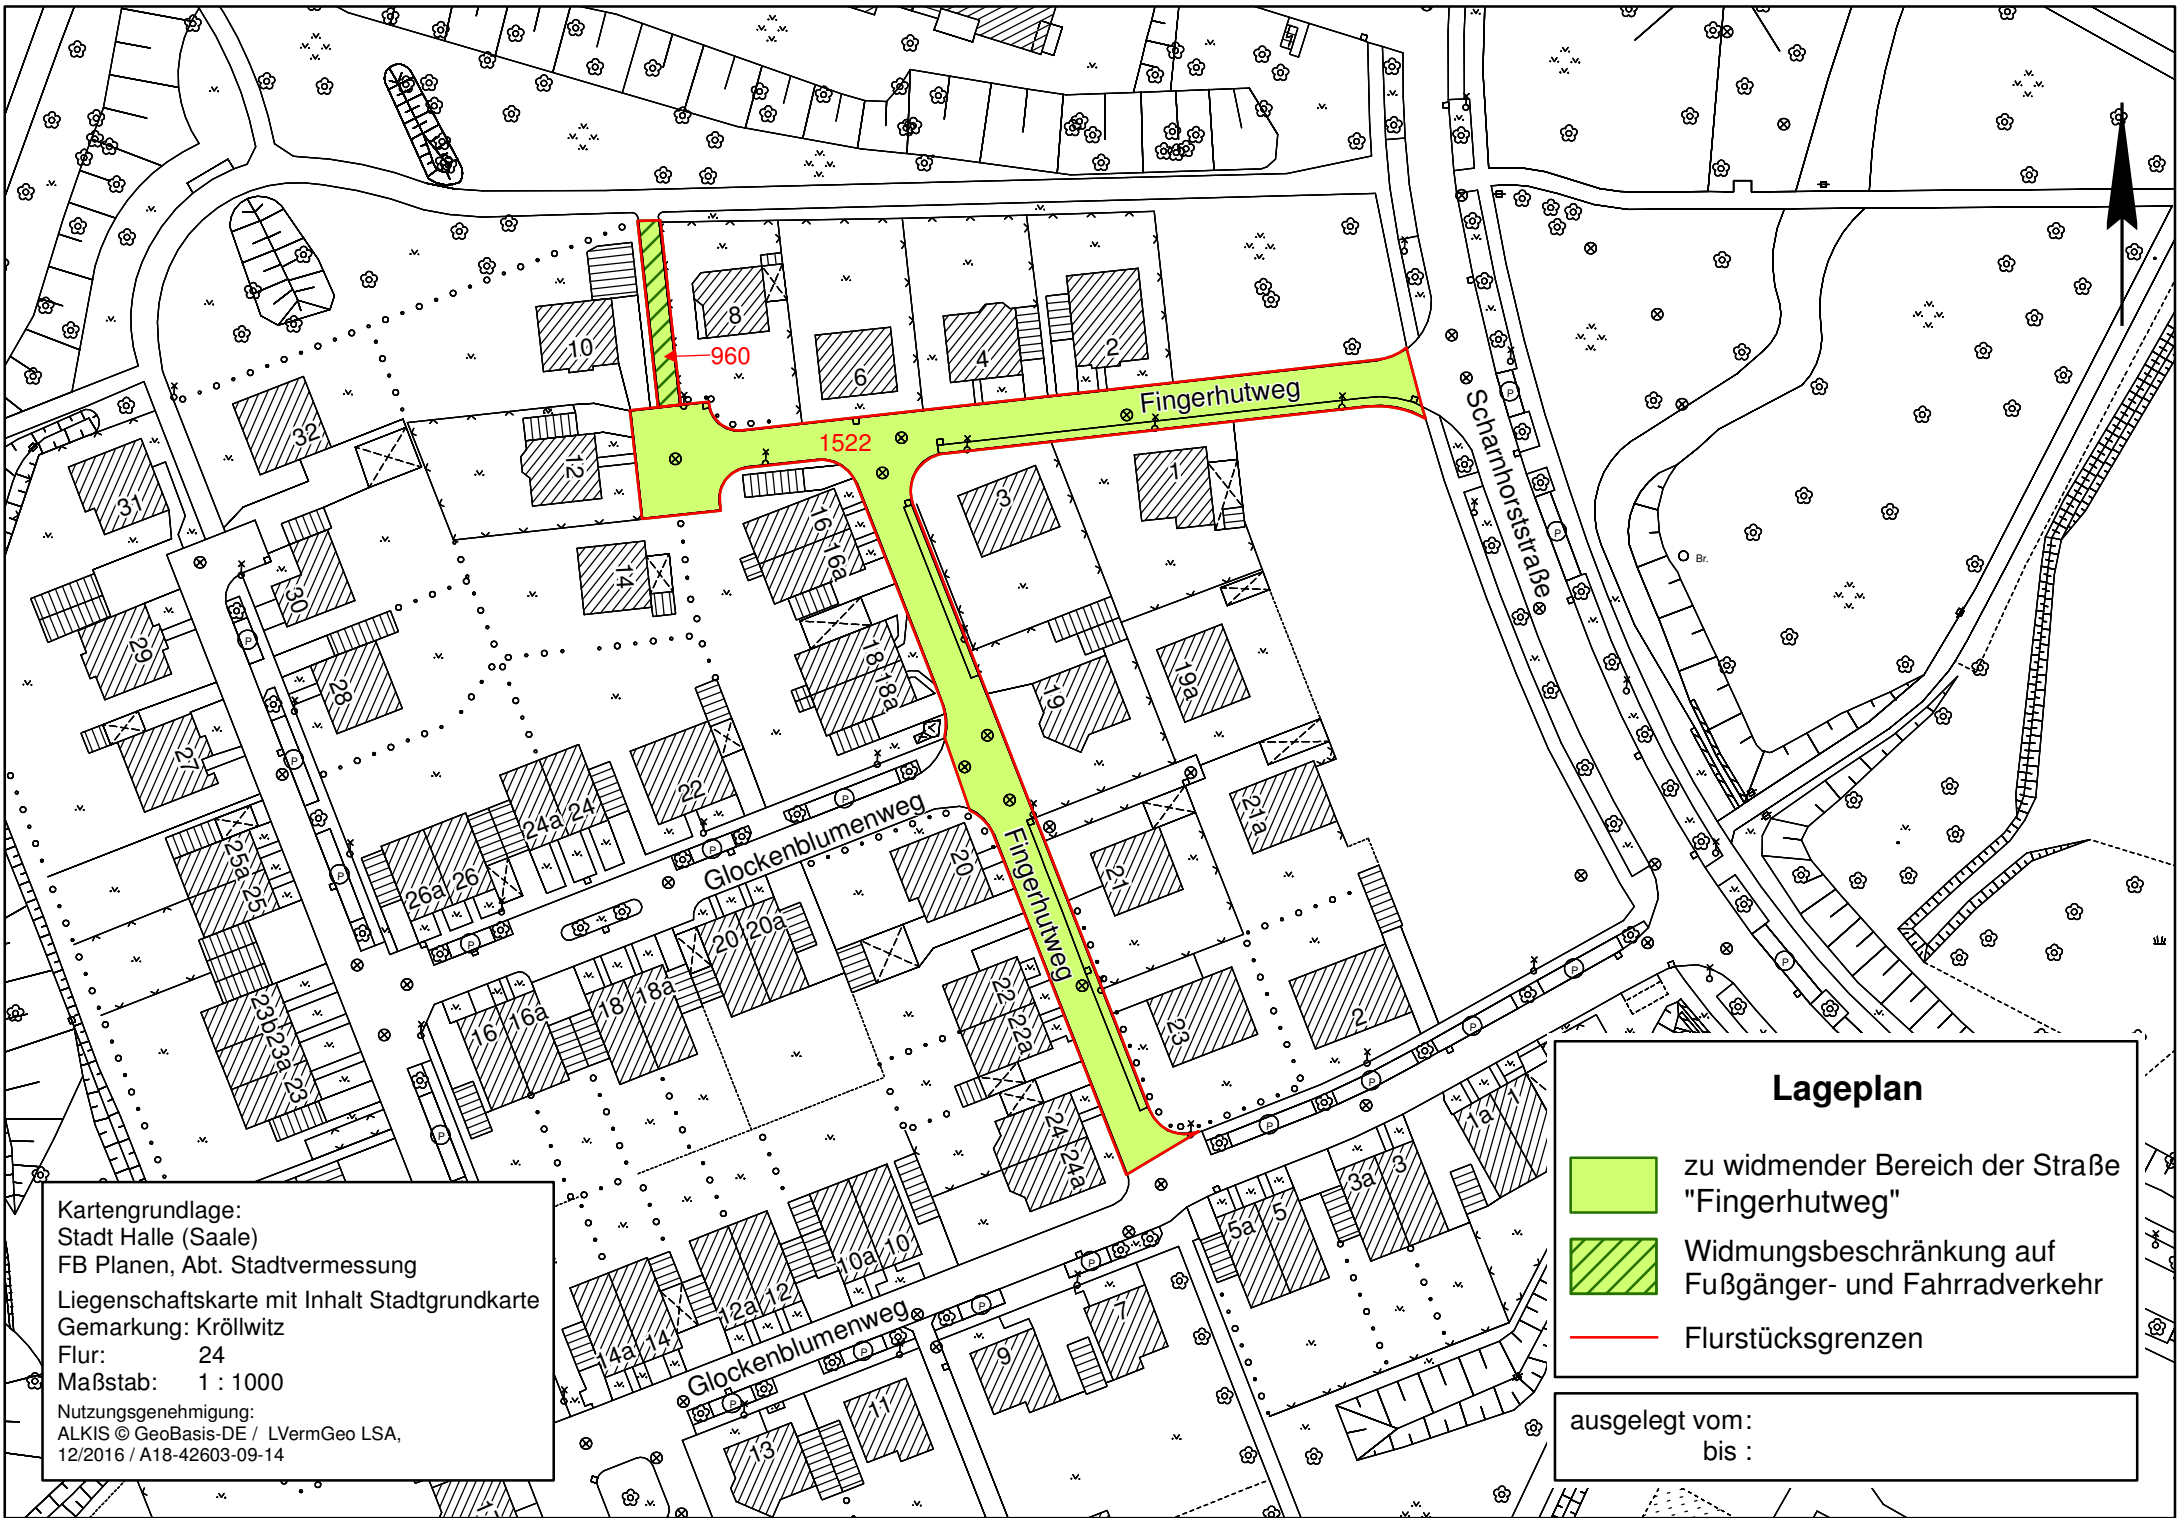 10
8
960
6
4
2
Fingerhutweg
1522
32
12
31
3
1
Scharnhorststraße
16
16a
14
30
29
28
18
18a
19
19a
27
Br.
22
24a
24
21a
Glockenblumenweg
Fingerhutweg
25a
25
26a
26
20
21
20
20a
18
18a
16
16a
22
22a
23
2
23b
23a
23
24
24a
1a
1
3a
3
5a
5
10a
10
12a
12
14a
14
Glockenblumenweg
7
9
11
13
Kartengrundlage:
Stadt Halle (Saale)
FB Planen, Abt. Stadtvermessung
Liegenschaftskarte mit Inhalt Stadtgrundkarte
Gemarkung: Kröllwitz
Flur: 24
Maßstab: 1 : 1000
Nutzungsgenehmigung:
ALKIS © GeoBasis-DE / LVermGeo LSA,
12/2016 / A18-42603-09-14
Lageplan
zu widmender Bereich der Straße
"Fingerhutweg"
Widmungsbeschränkung auf
Fußgänger- und Fahrradverkehr
Flurstücksgrenzen
ausgelegt vom:
bis :